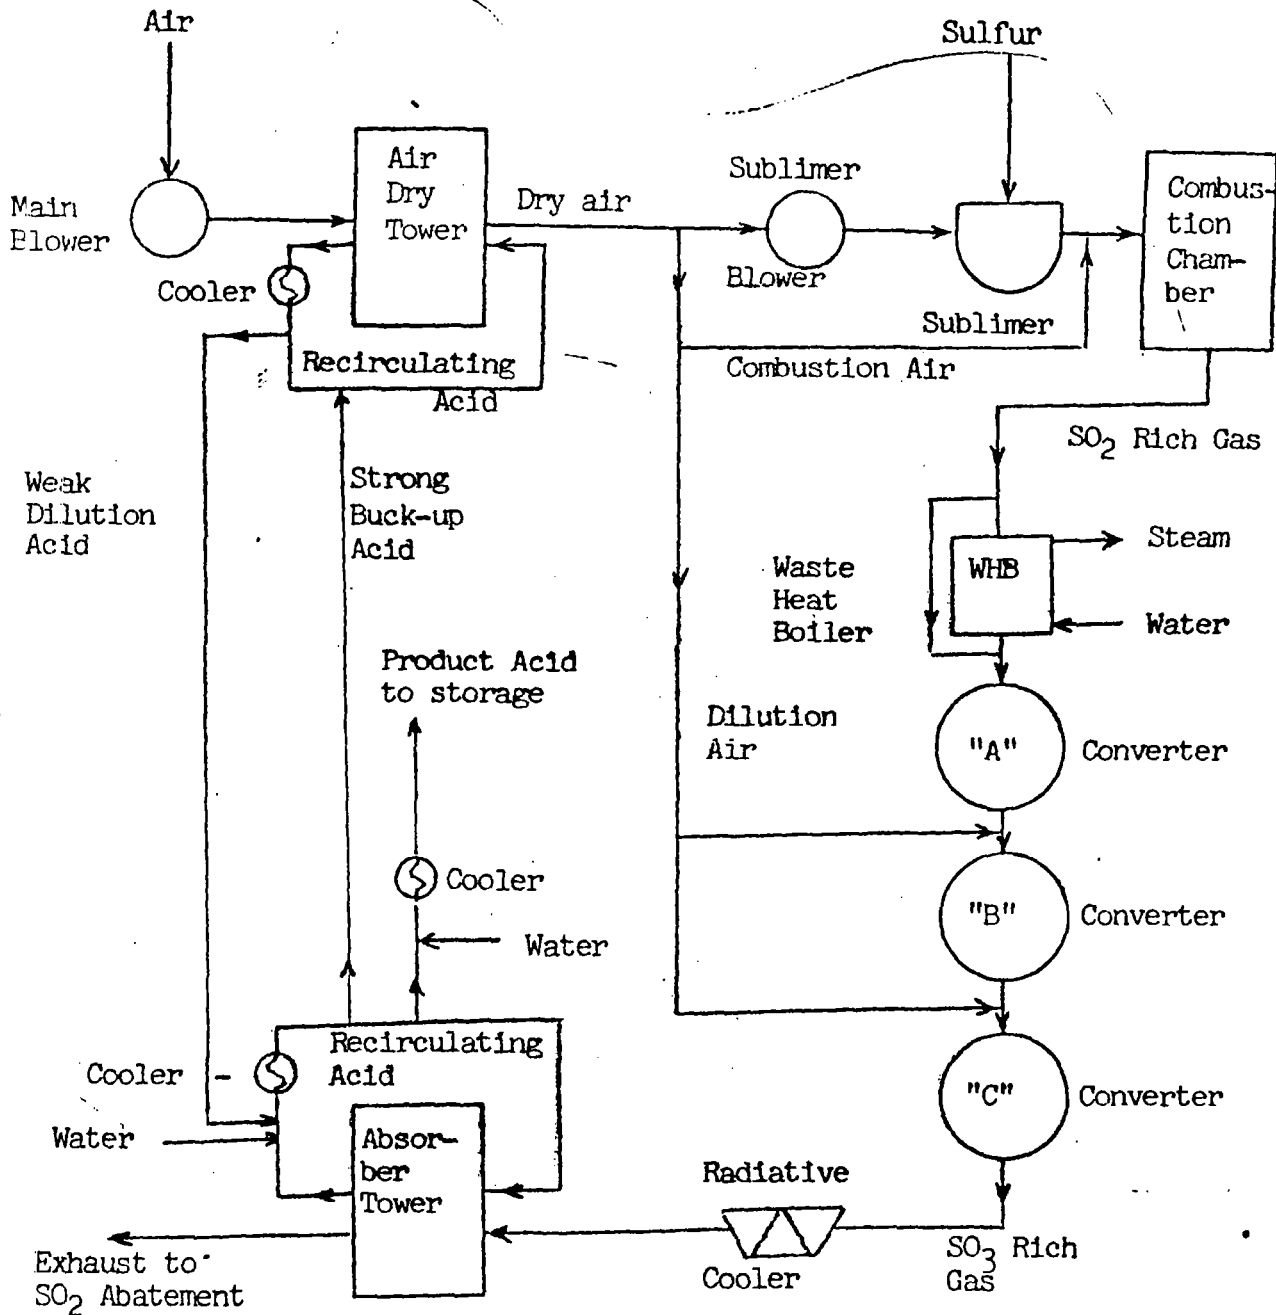 Air
Sulfur
Main
Blower
Air
Dry
Tower
Dry air
Sublimer
Blower
Sublimer
Combus-
tion
Cham-
ber
Cooler
Recirculating
Acid
Combustion Air
SO2 Rich Gas
Weak
Dilution
Acid
Strong
Buck-up
Acid
Waste
Heat
Boiler
WHB
Steam
Water
Product Acid
to storage
Dilution
Air
"A"
Converter
Cooler
Water
"B"
Converter
Recirculating
Acid
Cooler
Water
Absor-
ber
Tower
"C"
Converter
Radiative
Cooler
SO3 Rich
Gas
Exhaust to
SO2 Abatement